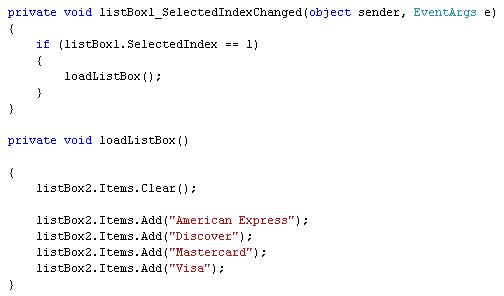 private void listBox1_SelectedIndexChanged(object sender, EventArgs e)
{
    if (listBox1.SelectedIndex == 1)
    {
        loadListBox();
    }
}

private void loadListBox()

{
    listBox2.Items.Clear();

    listBox2.Items.Add("American Express");
    listBox2.Items.Add("Discover");
    listBox2.Items.Add("Mastercard");
    listBox2.Items.Add("Visa");
}